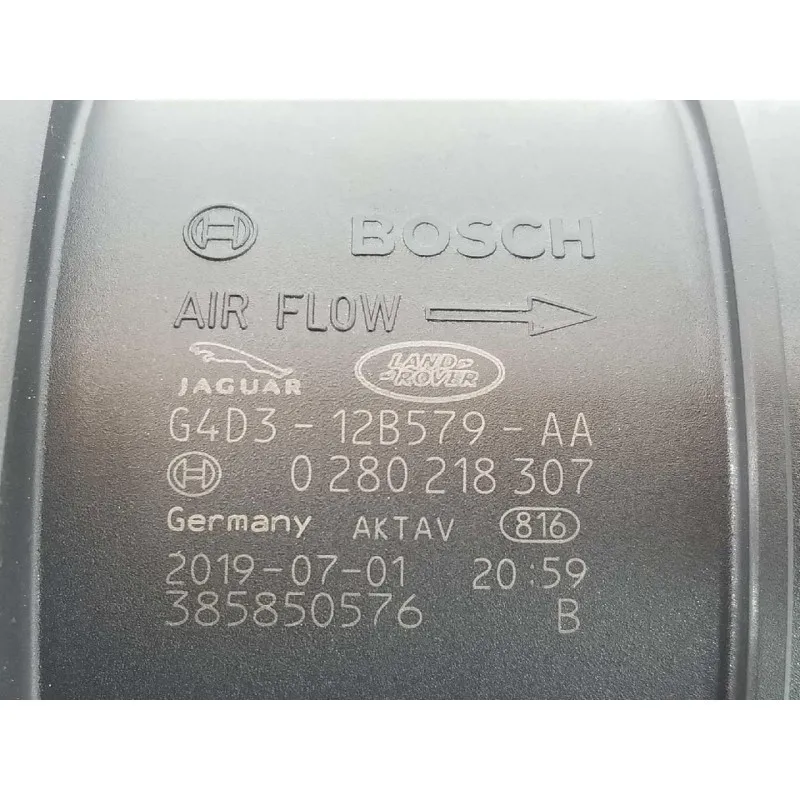 BOSCH
AIR FLOW
JAGUAR LAND ROVER
G4D3-12B579-AA
0 280 218 307
Germany AKTAV 816
2019-07-01 20:59
385850576 B